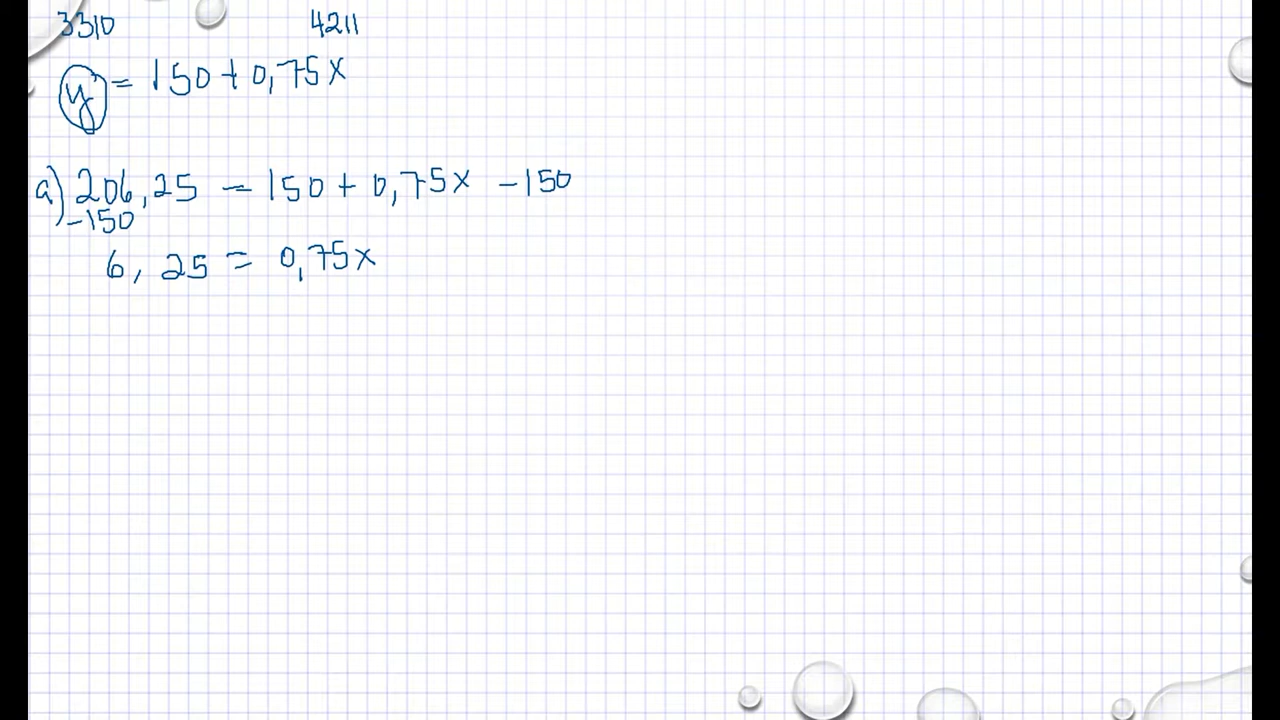 3310 4211
y = 150 + 0,75x
a) 206,25 = 150 + 0,75x - 150
-150
6, 25 = 0,75x